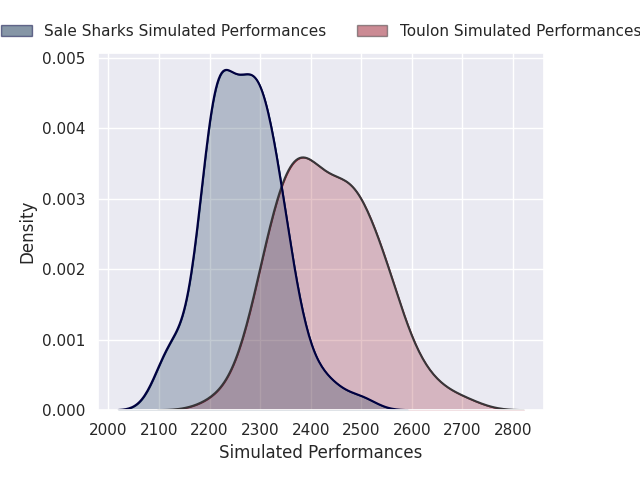 Sale Sharks Simulated Performances Toulon Simulated Performances
0.005
0.004
0.003
0.002
0.001
0.000
Density
2000 2100 2200 2300 2400 2500 2600 2700 2800
Simulated Performances